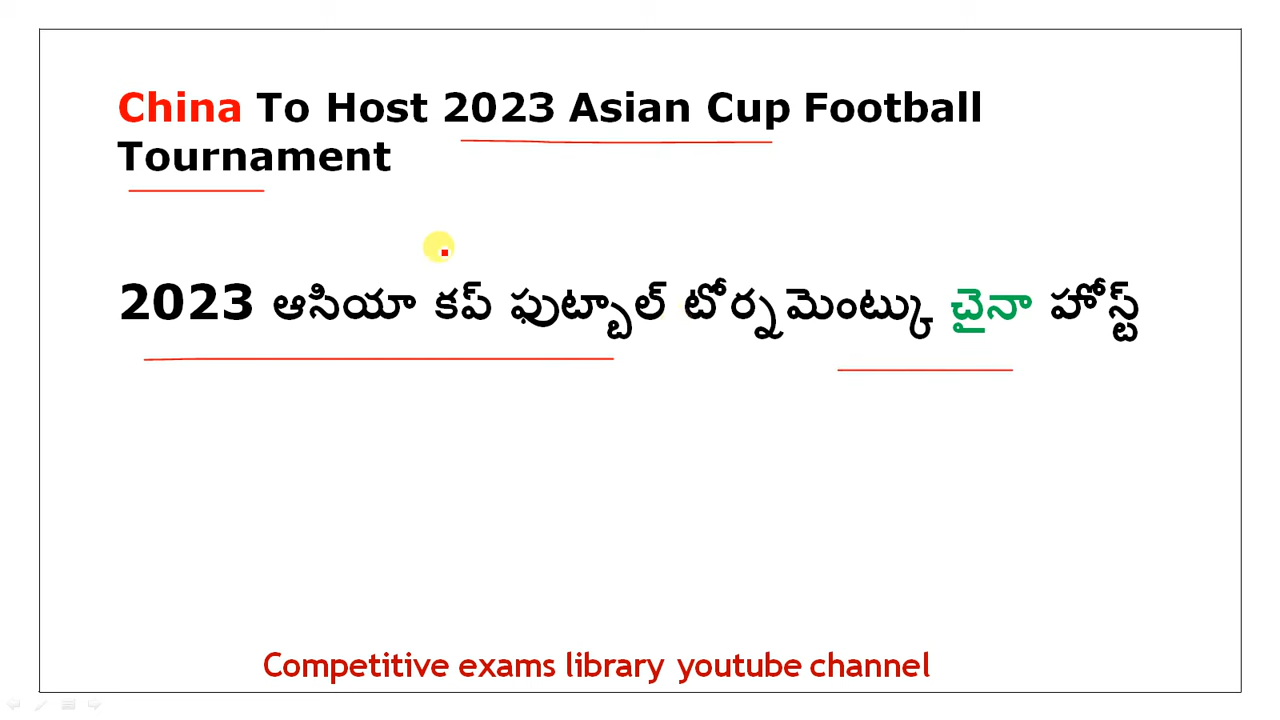 China To Host 2023 Asian Cup Football
Tournament
2023 ఆసియా కప్ ఫుట్బాల్ టోర్నమెంట్కు చైనా హోస్ట్
Competitive exams library youtube channel